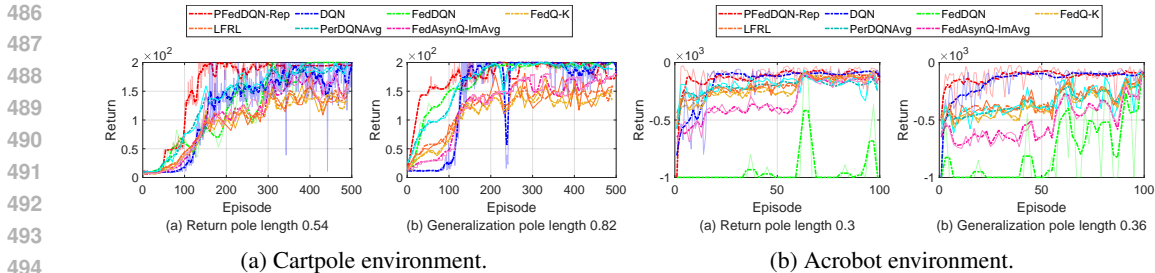 486
487
488
489
490
491
492
493
494
PFedDQN-Rep DQN FedDQN FedQ-K
LFRL PerDQNAvg FedAsynQ-ImAvg
×10²
2
1.5
1
0.5
0
Return
0 100 200 300 400 500
Episode
(a) Return pole length 0.54
×10²
2
1.5
1
0.5
0
Return
0 100 200 300 400 500
Episode
(b) Generalization pole length 0.82
(a) Cartpole environment.
PFedDQN-Rep DQN FedDQN FedQ-K
LFRL PerDQNAvg FedAsynQ-ImAvg
×10³
-0
-0.5
-1
Return
0 50 100
Episode
(a) Return pole length 0.3
×10³
-0
-0.5
-1
Return
0 50 100
Episode
(b) Generalization pole length 0.36
(b) Acrobot environment.